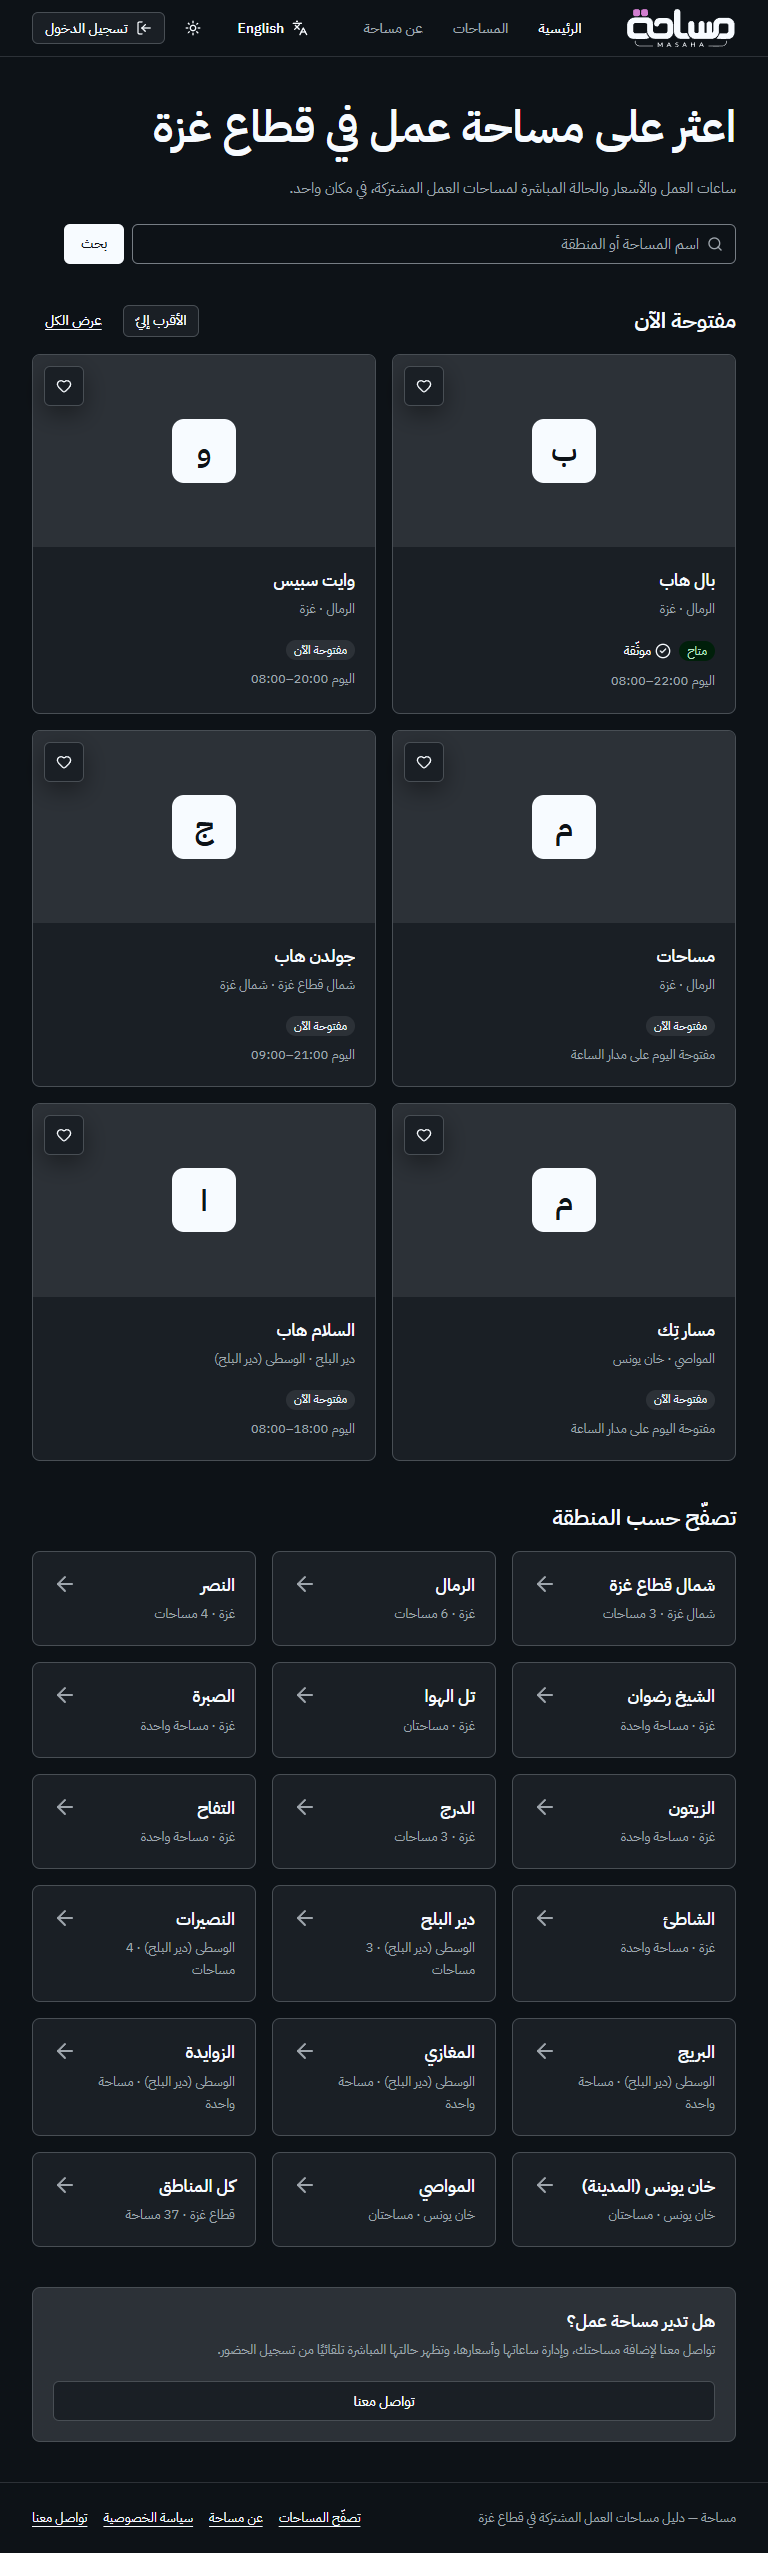 مساحة
MASAHA
الرئيسية
المساحات
عن مساحة
English
تسجيل الدخول
اعثر على مساحة عمل في قطاع غزة
ساعات العمل والأسعار والحالة المباشرة لمساحات العمل المشتركة، في مكان واحد.
اسم المساحة أو المنطقة
بحث
مفتوحة الآن
الأقرب إليّ
عرض الكل
ب
بال هاب
الرمال · غزة
متاح
موثّقة
اليوم 08:00–22:00
و
وايت سبيس
الرمال · غزة
مفتوحة الآن
اليوم 08:00–20:00
م
مساحات
الرمال · غزة
مفتوحة الآن
مفتوحة اليوم على مدار الساعة
ج
جولدن هاب
شمال قطاع غزة · شمال غزة
مفتوحة الآن
اليوم 09:00–21:00
م
مسار تِك
المواصي · خان يونس
مفتوحة الآن
مفتوحة اليوم على مدار الساعة
ا
السلام هاب
دير البلح · الوسطى (دير البلح)
مفتوحة الآن
اليوم 08:00–18:00
تصفّح حسب المنطقة
شمال قطاع غزة
شمال غزة · 3 مساحات
الرمال
غزة · 6 مساحات
النصر
غزة · 4 مساحات
الشيخ رضوان
غزة · مساحة واحدة
تل الهوا
غزة · مساحتان
الصبرة
غزة · مساحة واحدة
الزيتون
غزة · مساحة واحدة
الدرج
غزة · 3 مساحات
التفاح
غزة · مساحة واحدة
الشاطئ
غزة · مساحة واحدة
دير البلح
الوسطى (دير البلح) · 3
مساحات
النصيرات
الوسطى (دير البلح) · 4
مساحات
البريج
الوسطى (دير البلح) · مساحة
واحدة
المغازي
الوسطى (دير البلح) · مساحة
واحدة
الزوايدة
الوسطى (دير البلح) · مساحة
واحدة
خان يونس (المدينة)
خان يونس · مساحتان
المواصي
خان يونس · مساحتان
كل المناطق
قطاع غزة · 37 مساحة
هل تدير مساحة عمل؟
تواصل معنا لإضافة مساحتك، وإدارة ساعاتها وأسعارها، وتظهر حالتها المباشرة تلقائيًا من تسجيل الحضور.
تواصل معنا
مساحة — دليل مساحات العمل المشتركة في قطاع غزة
تصفّح المساحات
عن مساحة
سياسة الخصوصية
تواصل معنا